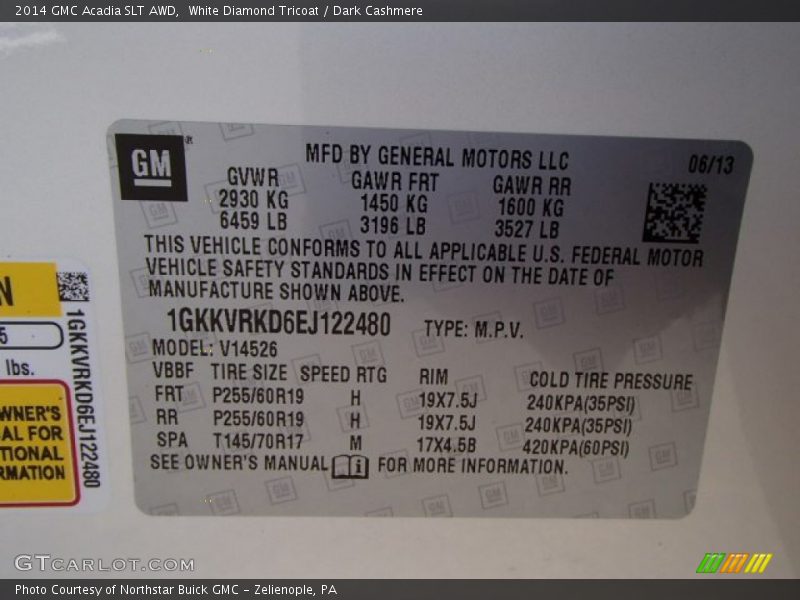 2014 GMC Acadia SLT AWD, White Diamond Tricoat / Dark Cashmere
GM
®
MFD BY GENERAL MOTORS LLC
06/13
GVWR GAWR FRT GAWR RR
2930 KG 1450 KG 1600 KG
6459 LB 3196 LB 3527 LB
THIS VEHICLE CONFORMS TO ALL APPLICABLE U.S. FEDERAL MOTOR
VEHICLE SAFETY STANDARDS IN EFFECT ON THE DATE OF
MANUFACTURE SHOWN ABOVE.
1GKKVRKD6EJ122480 TYPE: M.P.V.
MODEL: V14526
VBBF TIRE SIZE SPEED RTG RIM COLD TIRE PRESSURE
FRT P255/60R19 H 19X7.5J 240KPA(35PSI)
RR P255/60R19 H 19X7.5J 240KPA(35PSI)
SPA T145/70R17 M 17X4.5B 420KPA(60PSI)
SEE OWNER'S MANUAL FOR MORE INFORMATION.
N
5
lbs.
WNER'S
AL FOR
TIONAL
RMATION
1GKKVRKD6EJ122480
GTCARLOT.COM
Photo Courtesy of Northstar Buick GMC - Zelienople, PA